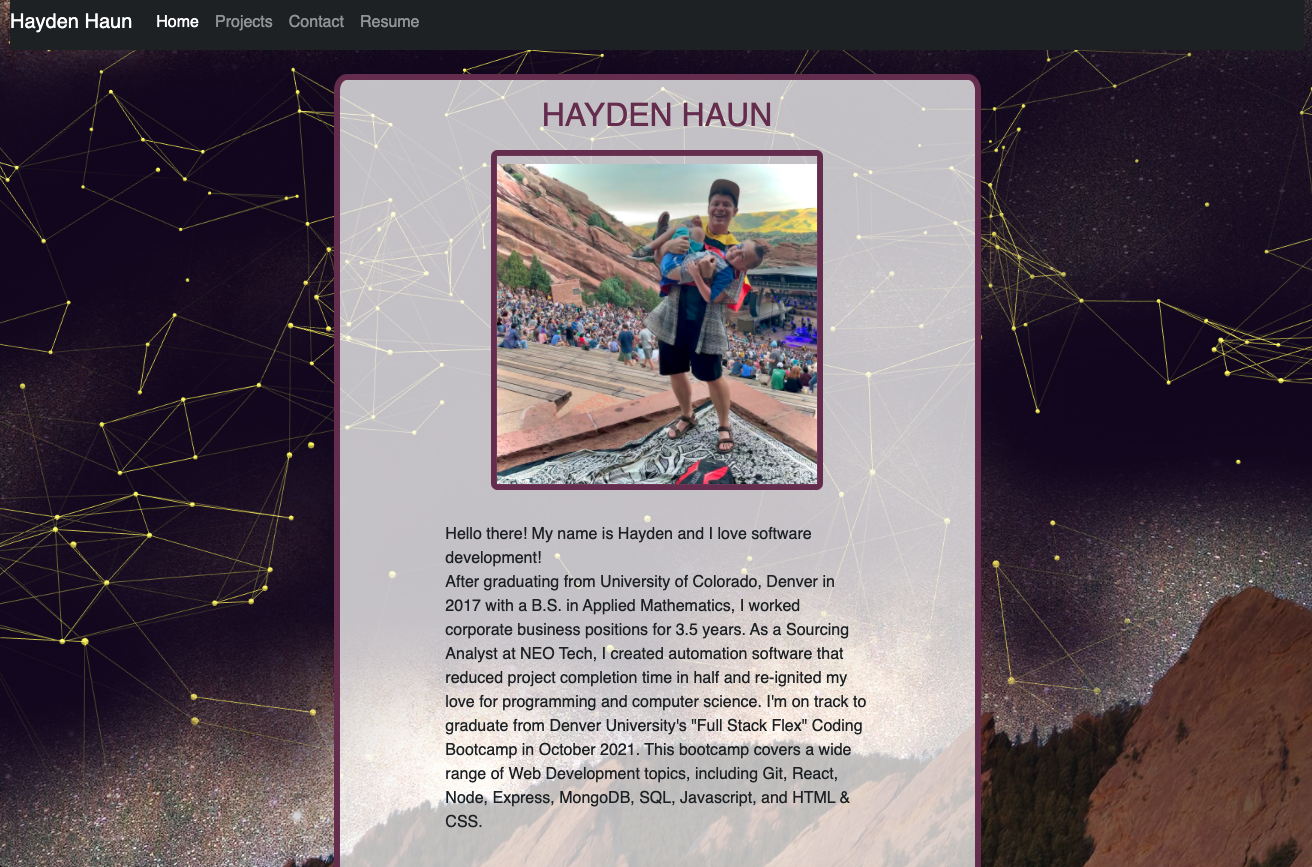 Hayden Haun Home Projects Contact Resume
HAYDEN HAUN
Hello there! My name is Hayden and I love software
development!
After graduating from University of Colorado, Denver in
2017 with a B.S. in Applied Mathematics, I worked
corporate business positions for 3.5 years. As a Sourcing
Analyst at NEO Tech, I created automation software that
reduced project completion time in half and re-ignited my
love for programming and computer science. I'm on track to
graduate from Denver University's "Full Stack Flex" Coding
Bootcamp in October 2021. This bootcamp covers a wide
range of Web Development topics, including Git, React,
Node, Express, MongoDB, SQL, Javascript, and HTML &
CSS.